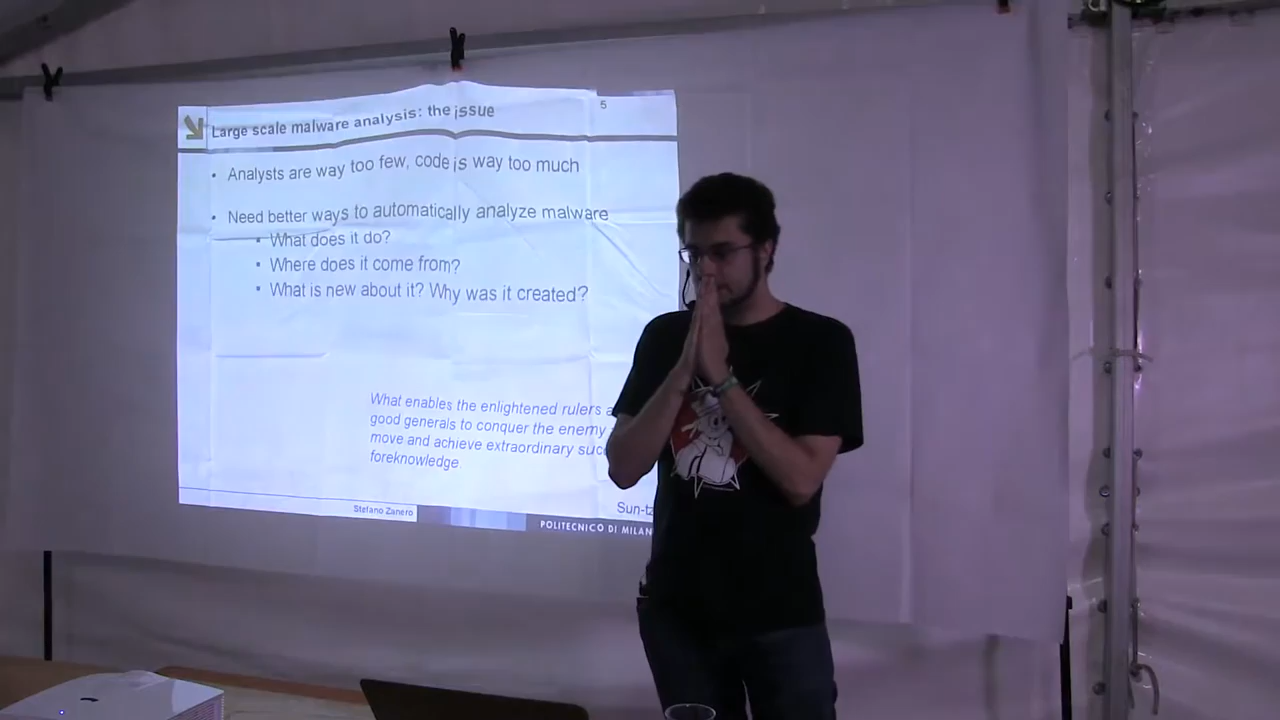 Large scale malware analysis: the issue
5
• Analysts are way too few, code is way too much
• Need better ways to automatically analyze malware
• What does it do?
• Where does it come from?
• What is new about it? Why was it created?
What enables the enlightened rulers
good generals to conquer the enemy
move and achieve extraordinary
foreknowledge
Sun-
Stefano Zanero
POLITECNICO DI